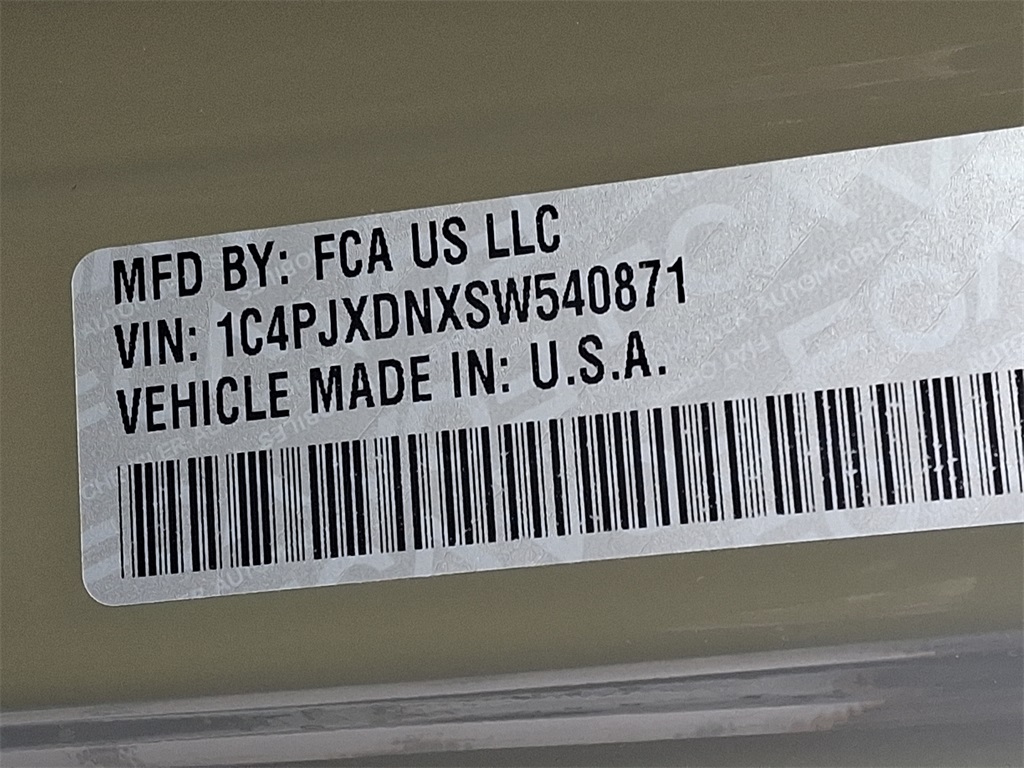 MFD BY: FCA US LLC
VIN: 1C4PJXDNXSW540871
VEHICLE MADE IN: U.S.A.